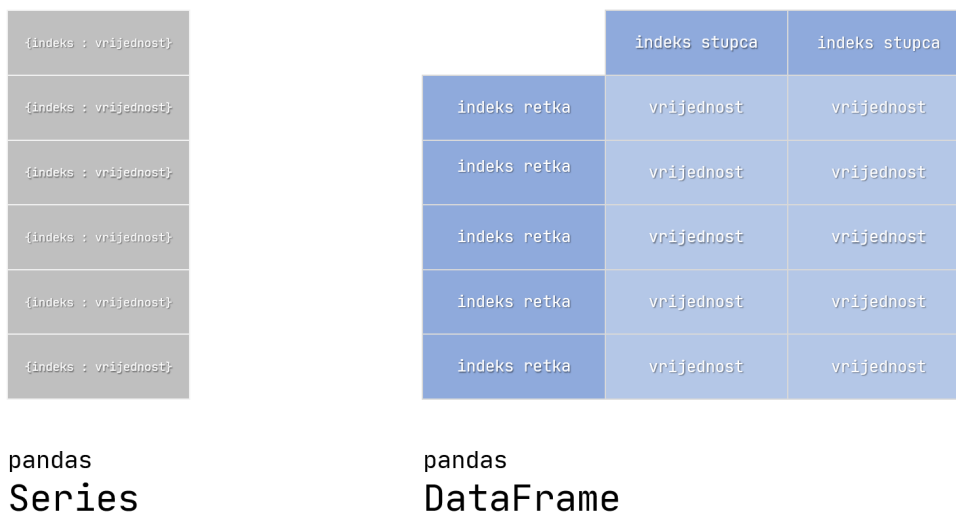 {indeks : vrijednost}
{indeks : vrijednost}
{indeks : vrijednost}
{indeks : vrijednost}
{indeks : vrijednost}
{indeks : vrijednost}
pandas
Series
indeks stupca indeks stupca
indeks retka vrijednost vrijednost
indeks retka vrijednost vrijednost
indeks retka vrijednost vrijednost
indeks retka vrijednost vrijednost
indeks retka vrijednost vrijednost
pandas
DataFrame